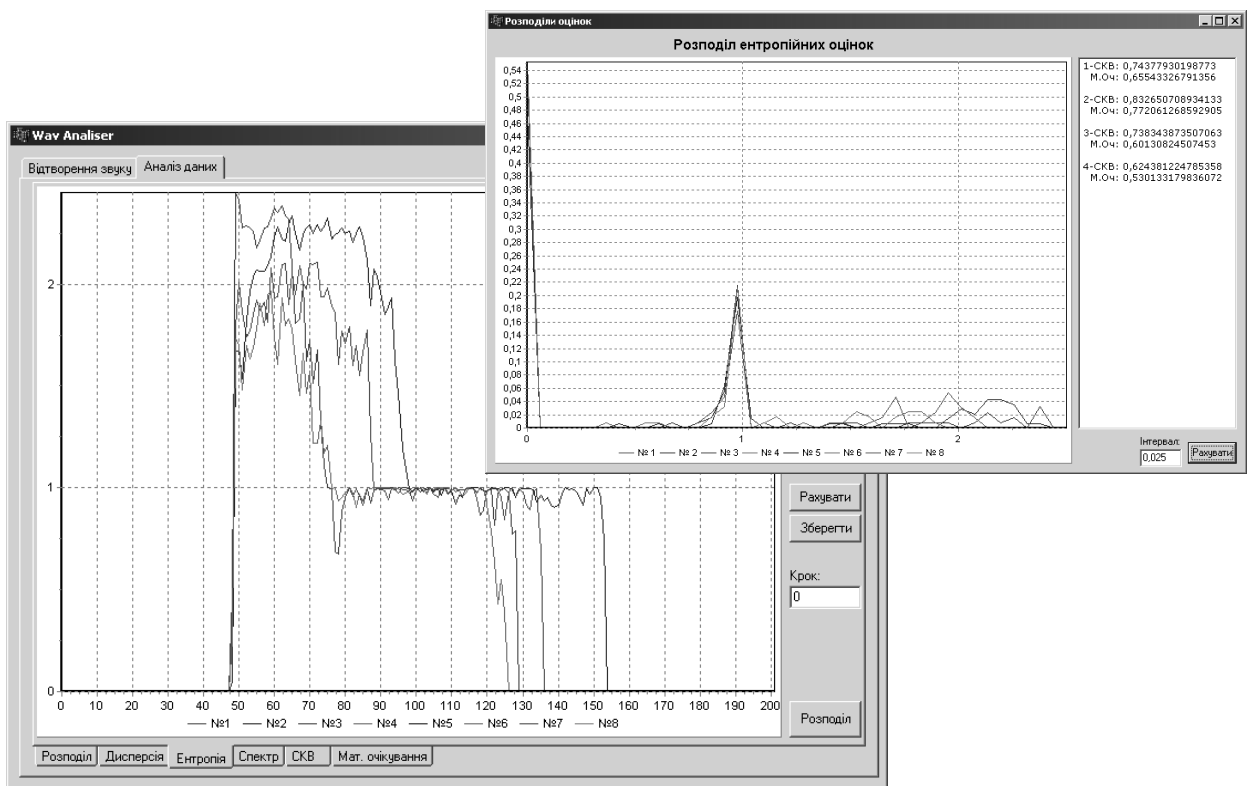 Розподіли оцінок
Розподіл ентропійних оцінок
0,54
0,52
0,5
0,48
0,46
0,44
0,42
0,4
0,38
0,36
0,34
0,32
0,3
0,28
0,26
0,24
0,22
0,2
0,18
0,16
0,14
0,12
0,1
0,08
0,06
0,04
0,02
0
0 1 2
№ 1 № 2 № 3 № 4 № 5 № 6 № 7 № 8
1-СКВ: 0,74377930198773
М.Оч: 0,65543326791356
2-СКВ: 0,832650708934133
М.Оч: 0,772061268592905
3-СКВ: 0,738343873507063
М.Оч: 0,60130824507453
4-СКВ: 0,624381224785358
М.Оч: 0,530133179836072
Інтервал:
0,025 Рахувати
Wav Analiser
Відтворення звуку Аналіз даних
2
1
0
0 10 20 30 40 50 60 70 80 90 100 110 120 130 140 150 160 170 180 190 200
№1 №2 №3 №4 №5 №6 №7 №8
Рахувати
Зберегти
Крок:
0
Розподіл
Розподіл Дисперсія Ентропія Спектр СКВ Мат. очікування